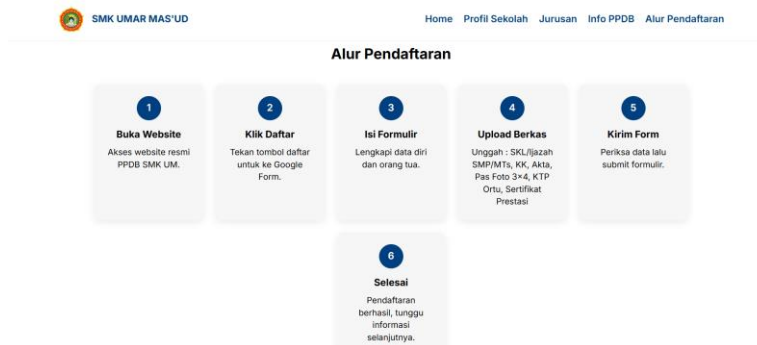 SMK UMAR MAS'UD
Home Profil Sekolah Jurusan Info PPDB Alur Pendaftaran
Alur Pendaftaran
1
Buka Website
Akses website resmi
PPDB SMK UM.
2
Klik Daftar
Tekan tombol daftar
untuk ke Google
Form.
3
Isi Formulir
Lengkapi data diri
dan orang tua.
4
Upload Berkas
Unggah : SKL/Ijazah
SMP/MTs, KK, Akta,
Pas Foto 3x4, KTP
Ortu, Sertifikat
Prestasi
5
Kirim Form
Periksa data lalu
submit formulir.
6
Selesai
Pendaftaran
berhasil, tunggu
informasi
selanjutnya.